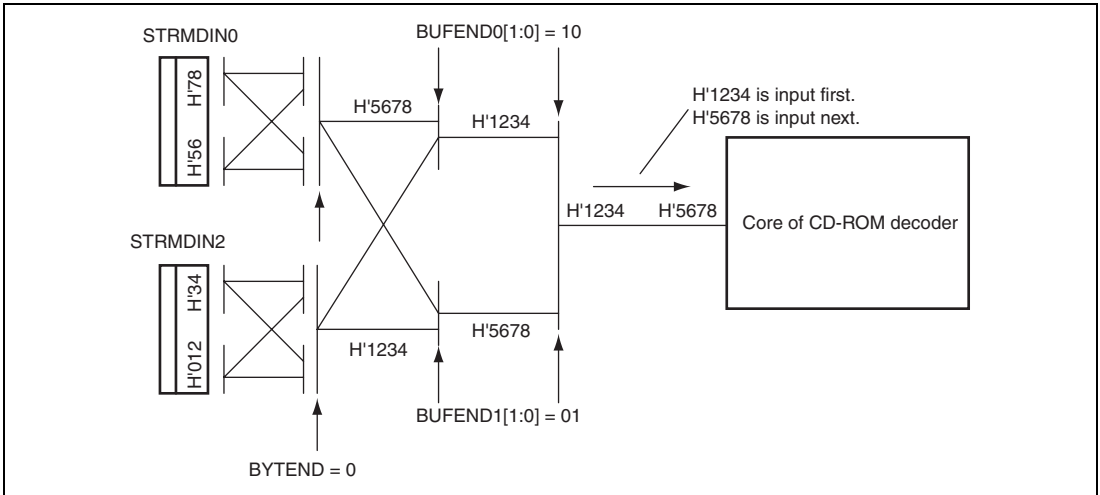 STRMDIN0
H'78
H'56
BUFEND0[1:0] = 10
H'5678
H'1234
H'1234 is input first.
H'5678 is input next.
H'1234
H'5678
Core of CD-ROM decoder
STRMDIN2
H'34
H'012
H'1234
H'5678
BUFEND1[1:0] = 01
BYTEND = 0